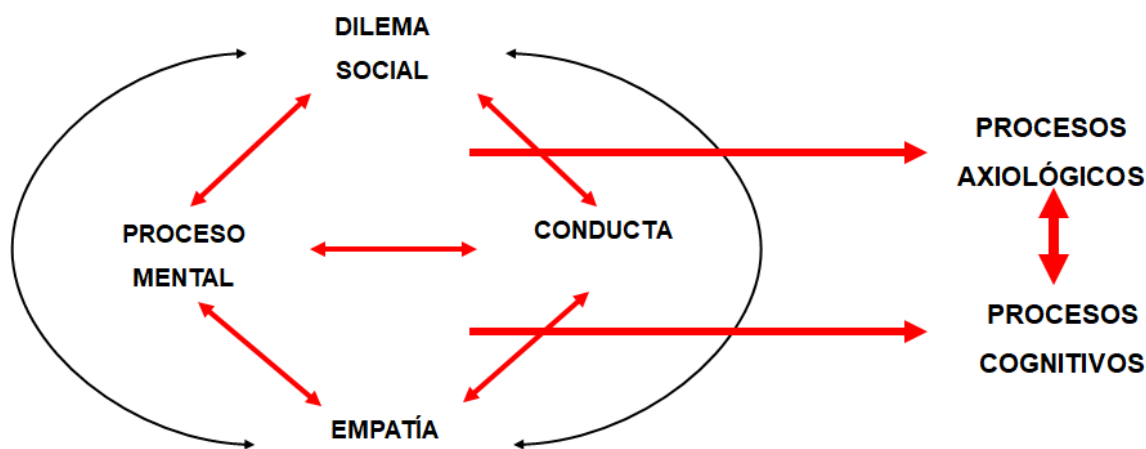 DILEMA
SOCIAL
PROCESOS
AXIOLÓGICOS
PROCESO
MENTAL
CONDUCTA
PROCESOS
COGNITIVOS
EMPATÍA